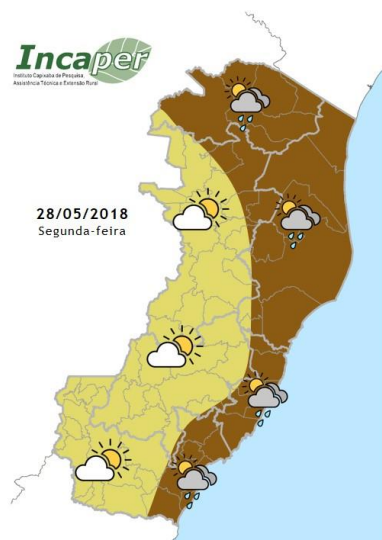 Incaper
Instituto Capixaba de Pesquisa,
Assistência Técnica e Extensão Rural
28/05/2018
Segunda-feira